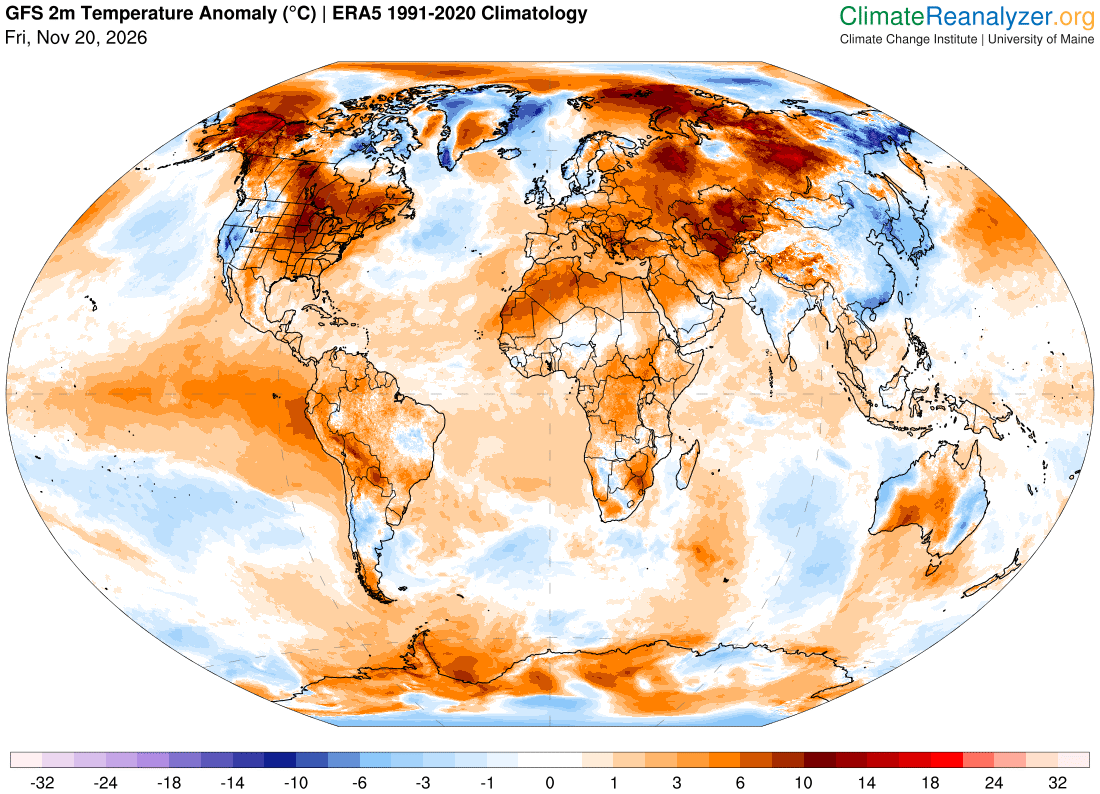 GFS 2m Temperature Anomaly (°C) | ERA5 1991-2020 Climatology
Fri, Nov 20, 2026
ClimateReanalyzer.org
Climate Change Institute | University of Maine
-32 -24 -18 -14 -10 -6 -3 -1 0 1 3 6 10 14 18 24 32